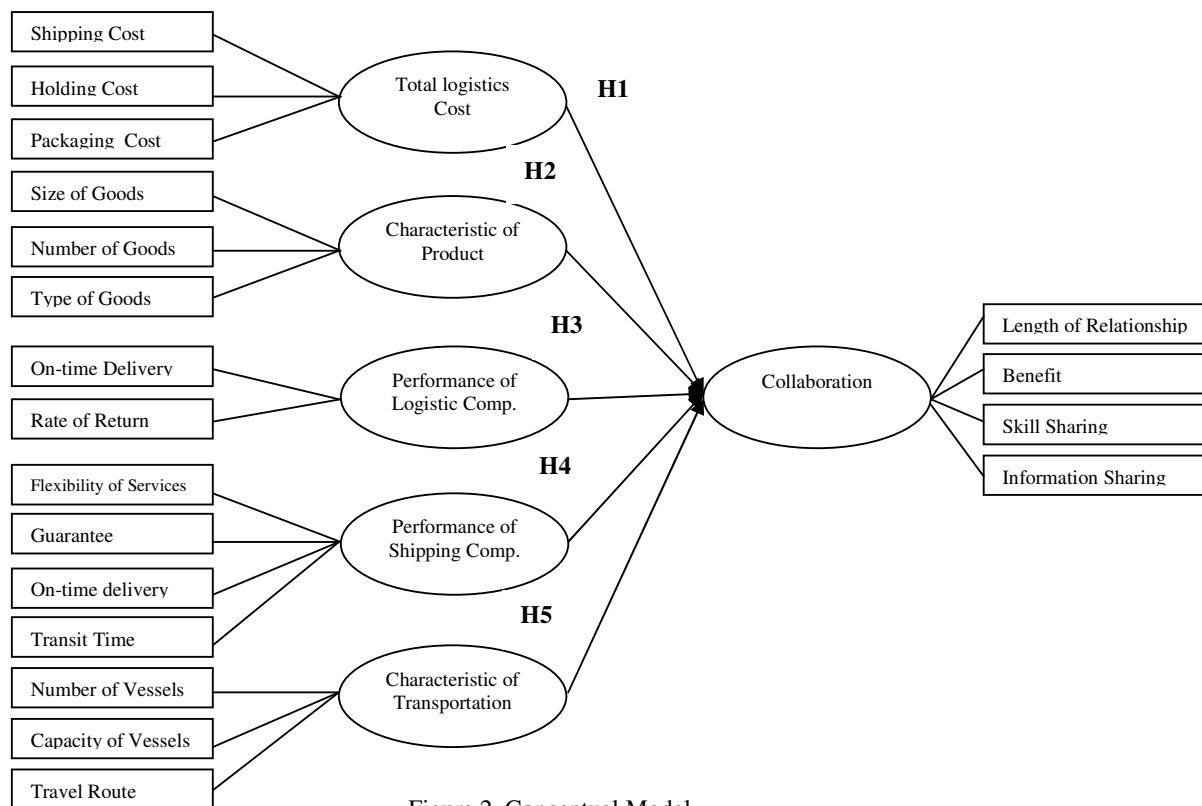 Shipping Cost
Holding Cost
Packaging Cost
Size of Goods
Number of Goods
Type of Goods
On-time Delivery
Rate of Return
Flexibility of Services
Guarantee
On-time delivery
Transit Time
Number of Vessels
Capacity of Vessels
Travel Route
Total logistics
Cost
Characteristic of
Product
Performance of
Logistic Comp.
Performance of
Shipping Comp.
Characteristic of
Transportation
H1
H2
H3
H4
H5
Collaboration
Length of Relationship
Benefit
Skill Sharing
Information Sharing
Figure 2. Conceptual Model